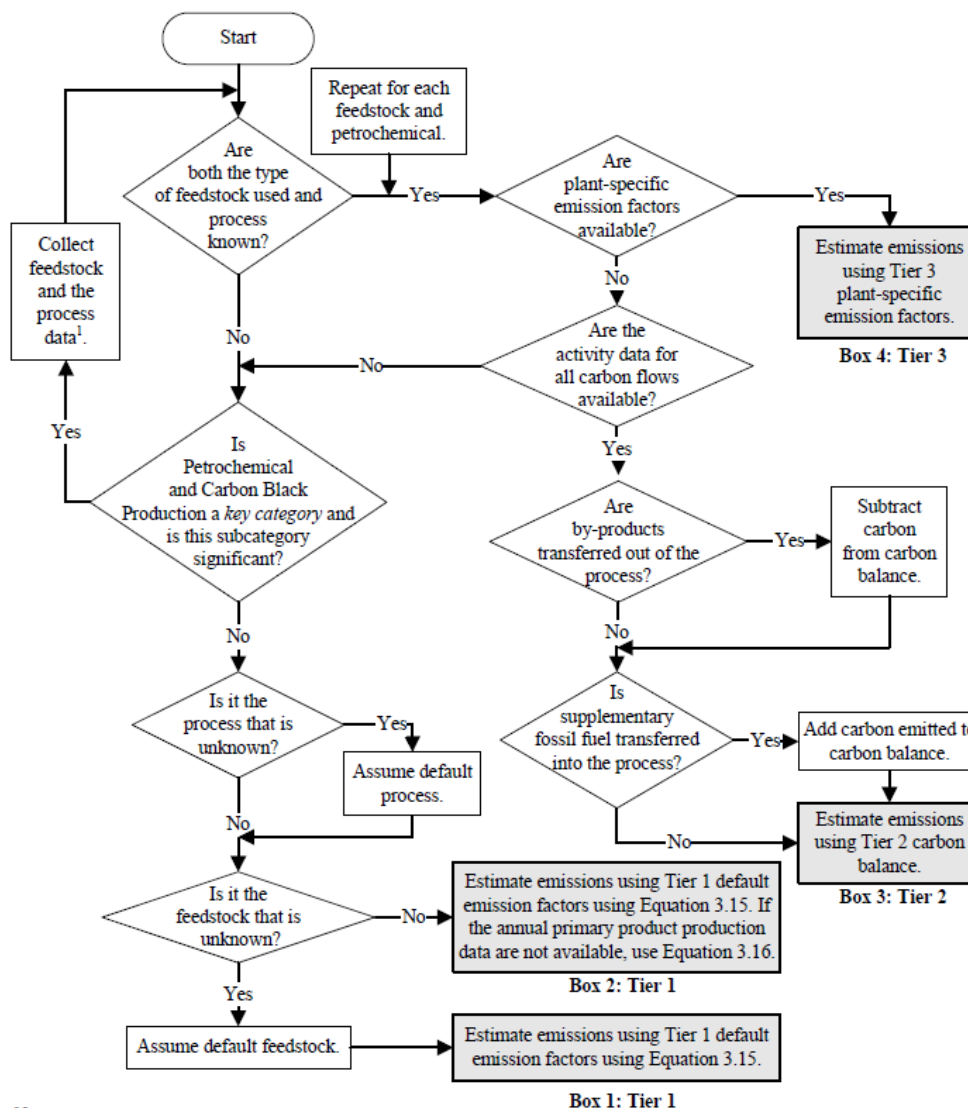 Start
Repeat for each
feedstock and
petrochemical.
Are
both the type
of feedstock used and
process
known?
Yes
Are
plant-specific
emission factors
available?
Yes
Collect
feedstock
and the
process
data1.
No
No
Estimate emissions
using Tier 3
plant-specific
emission factors.
Box 4: Tier 3
Are the
activity data for
all carbon flows
available?
No
Yes
Yes
Is
Petrochemical
and Carbon Black
Production a key category and
is this subcategory
significant?
Are
by-products
transferred out of the
process?
Yes
Subtract
carbon
from carbon
balance.
No
No
Is it the
process that is
unknown?
Yes
Assume default
process.
No
Is
supplementary
fossil fuel transferred
into the process?
Yes
Add carbon emitted to
carbon balance.
No
Estimate emissions
using Tier 2 carbon
balance.
Box 3: Tier 2
Is it the
feedstock that is
unknown?
No
Estimate emissions using Tier 1 default
emission factors using Equation 3.15. If
the annual primary product production
data are not available, use Equation 3.16.
Box 2: Tier 1
Yes
Assume default feedstock.
Estimate emissions using Tier 1 default
emission factors using Equation 3.15.
Box 1: Tier 1